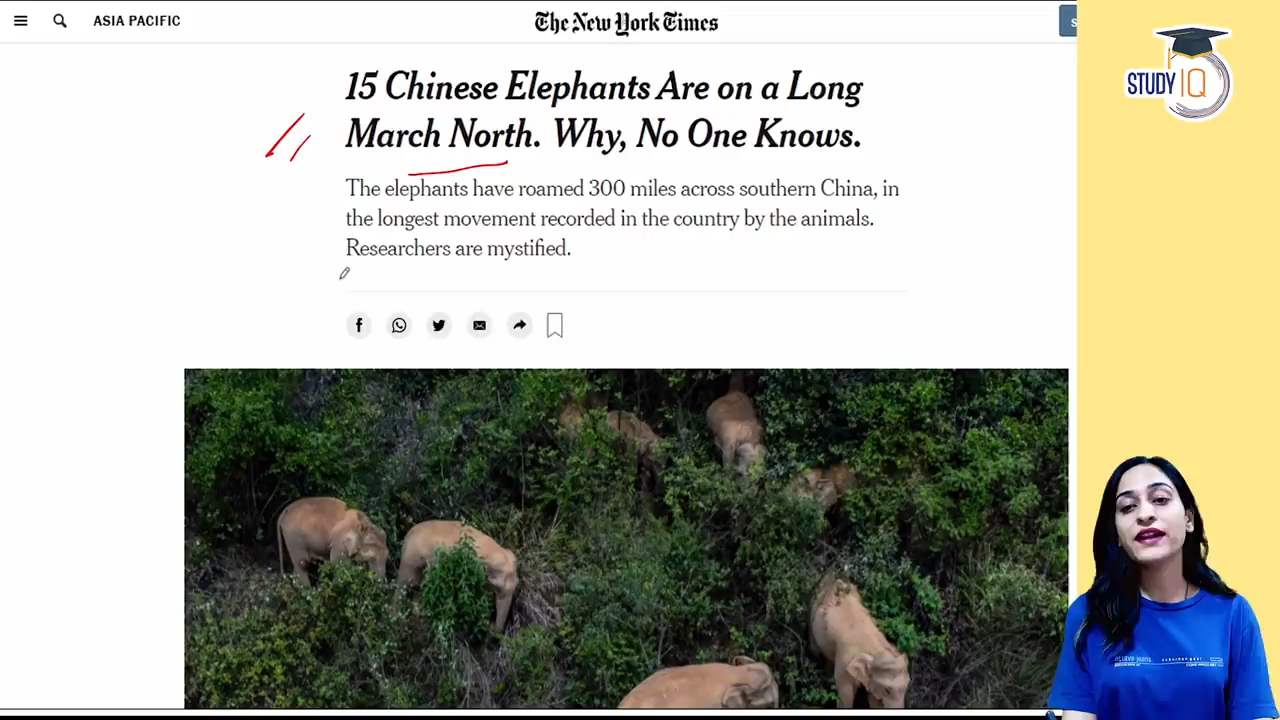 ASIA PACIFIC
The New York Times
S
STUDY IQ
15 Chinese Elephants Are on a Long
March North. Why, No One Knows.
The elephants have roamed 300 miles across southern China, in
the longest movement recorded in the country by the animals.
Researchers are mystified.